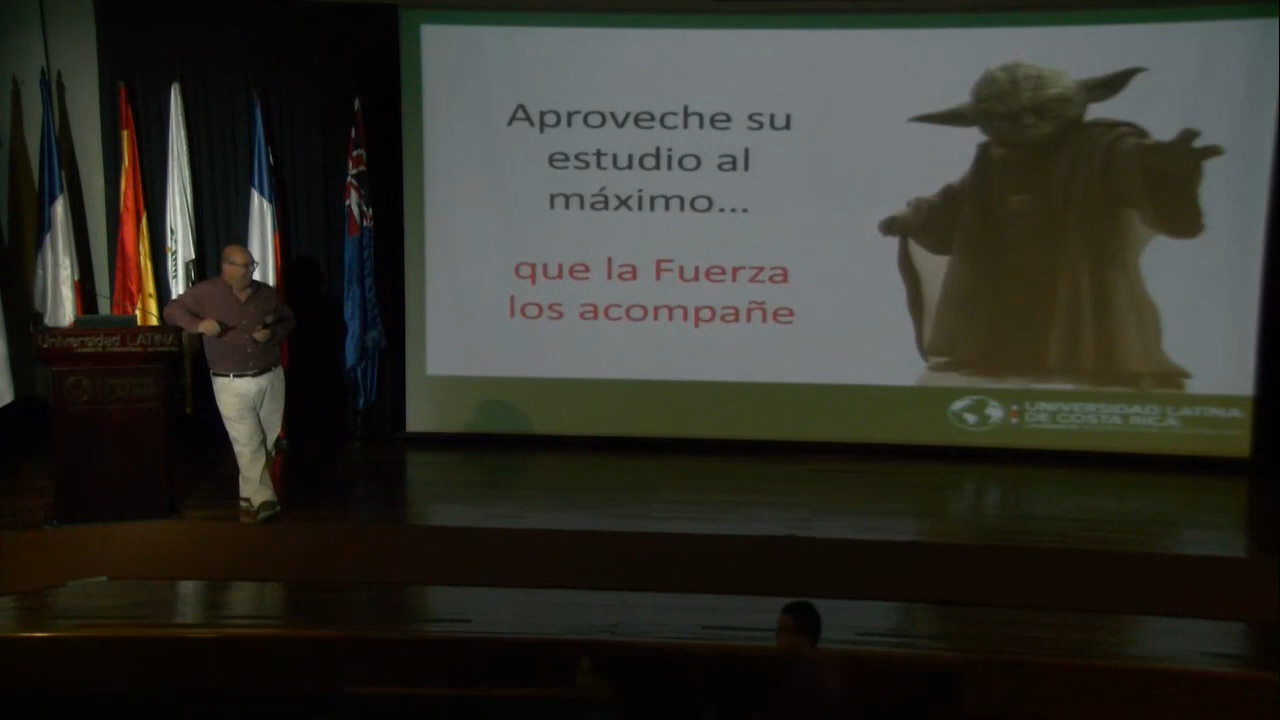 Aproveche su
estudio al
máximo...
que la Fuerza
los acompañe
UNIVERSIDAD LATINA
DE COSTA RICA
Universidad LATINA